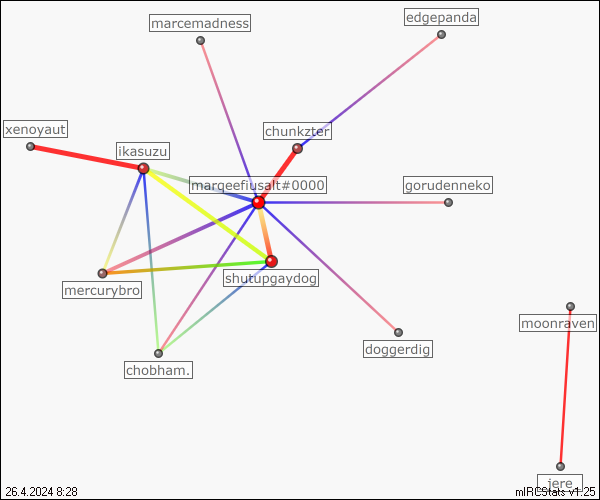 edgepanda
marcemadness
xenoyaut
chunkzter
ikasuzu
marqeefiusalt#0000
gorudenneko
shutupgaydog
mercurybro
moonraven
doggerdig
chobham.
jere_
26.4.2024 8:28
mIRCStats v1.25